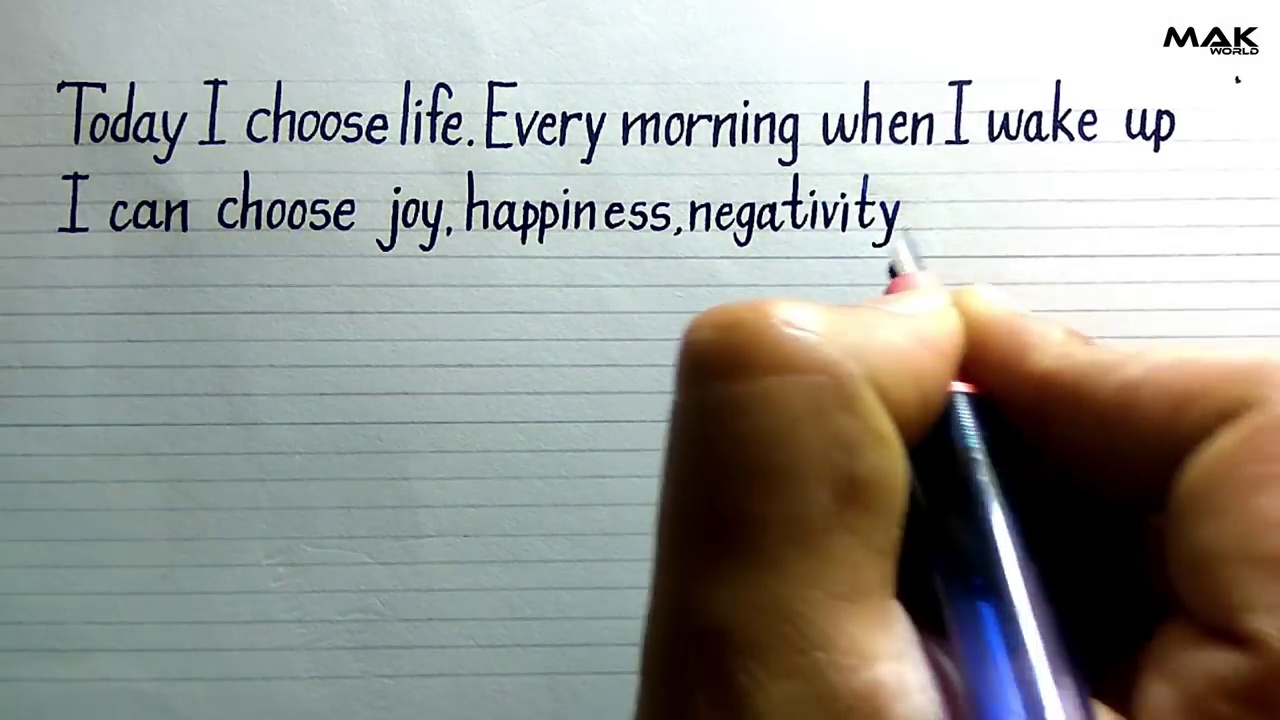 MAK
WORLD
Today I choose life. Every morning when I wake up
I can choose joy, happiness, negativity